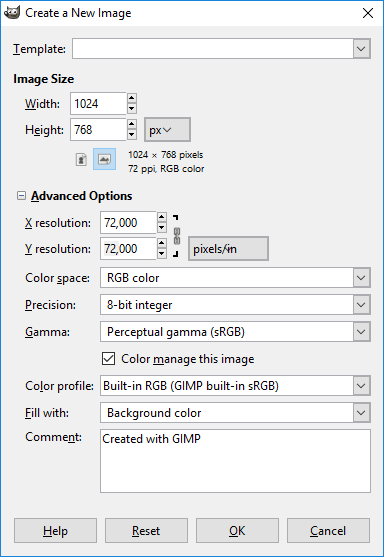 Create a New Image
Template:
Image Size
Width: 1024
Height: 768 px
1024 × 768 pixels
72 ppi, RGB color
Advanced Options
X resolution: 72,000
Y resolution: 72,000 pixels/in
Color space: RGB color
Precision: 8-bit integer
Gamma: Perceptual gamma (sRGB)
Color manage this image
Color profile: Built-in RGB (GIMP built-in sRGB)
Fill with: Background color
Comment: Created with GIMP
Help Reset OK Cancel